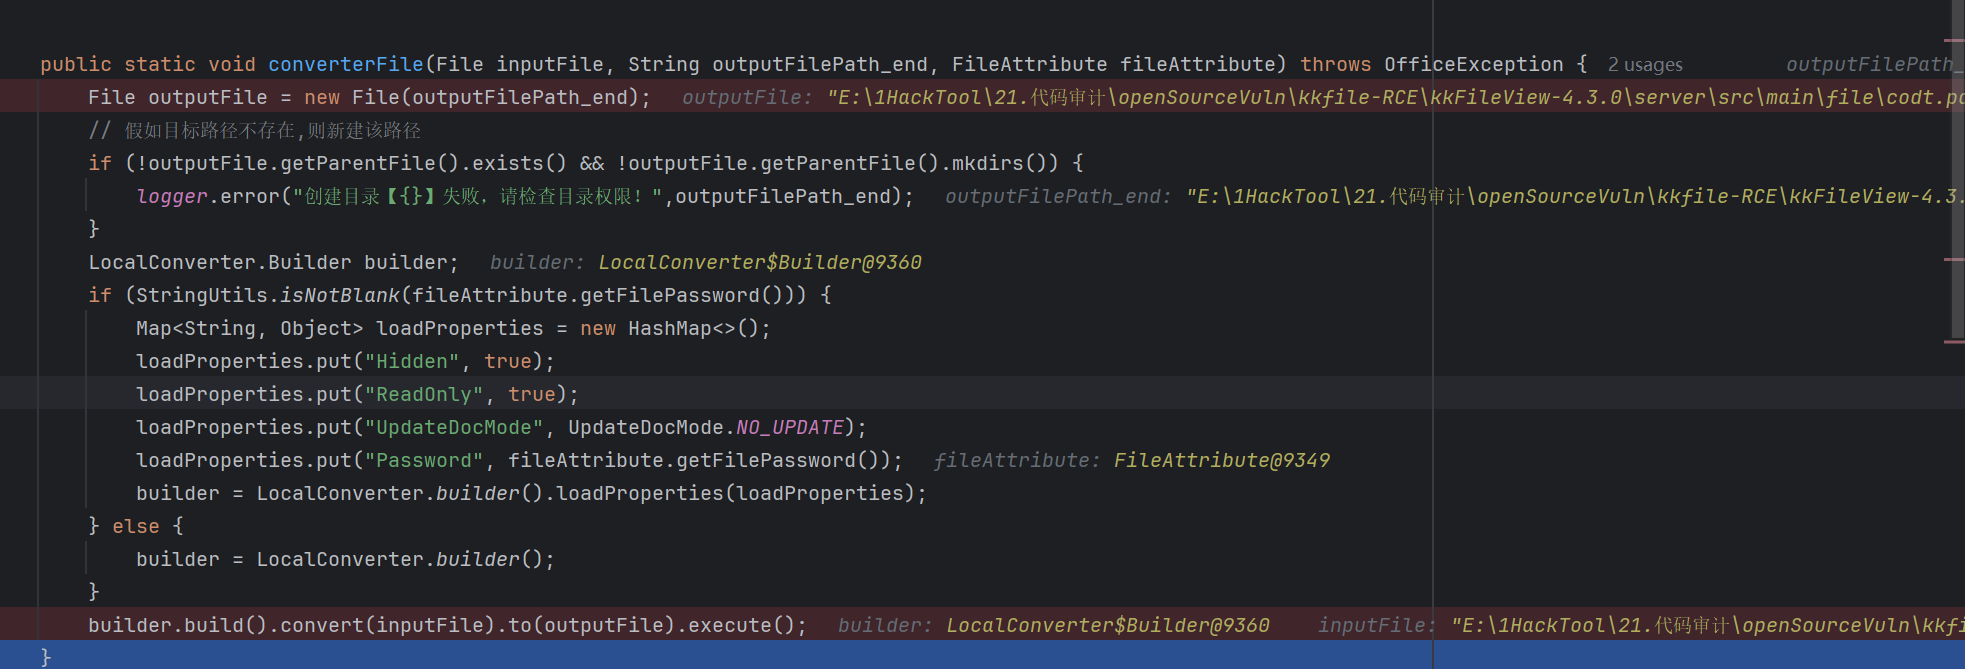 public static void converterFile(File inputFile, String outputFilePath_end, FileAttribute fileAttribute) throws OfficeException {  2 usages  outputFilePath_
File outputFile = new File(outputFilePath_end);  outputFile: "E:\1HackTool\21.代码审计\openSourceVuln\kkfile-RCE\kkFileView-4.3.0\server\src\main\file\codt.pd
// 假如目标路径不存在,则新建该路径
if (!outputFile.getParentFile().exists() && !outputFile.getParentFile().mkdirs()) {
logger.error("创建目录【{}】失败，请检查目录权限！",outputFilePath_end);  outputFilePath_end: "E:\1HackTool\21.代码审计\openSourceVuln\kkfile-RCE\kkFileView-4.3.
}
LocalConverter.Builder builder;  builder: LocalConverter$Builder@9360
if (StringUtils.isNotBlank(fileAttribute.getFilePassword())) {
Map<String, Object> loadProperties = new HashMap<>();
loadProperties.put("Hidden", true);
loadProperties.put("ReadOnly", true);
loadProperties.put("UpdateDocMode", UpdateDocMode.NO_UPDATE);
loadProperties.put("Password", fileAttribute.getFilePassword());  fileAttribute: FileAttribute@9349
builder = LocalConverter.builder().loadProperties(loadProperties);
} else {
builder = LocalConverter.builder();
}
builder.build().convert(inputFile).to(outputFile).execute();  builder: LocalConverter$Builder@9360  inputFile: "E:\1HackTool\21.代码审计\openSourceVuln\kkfi
}